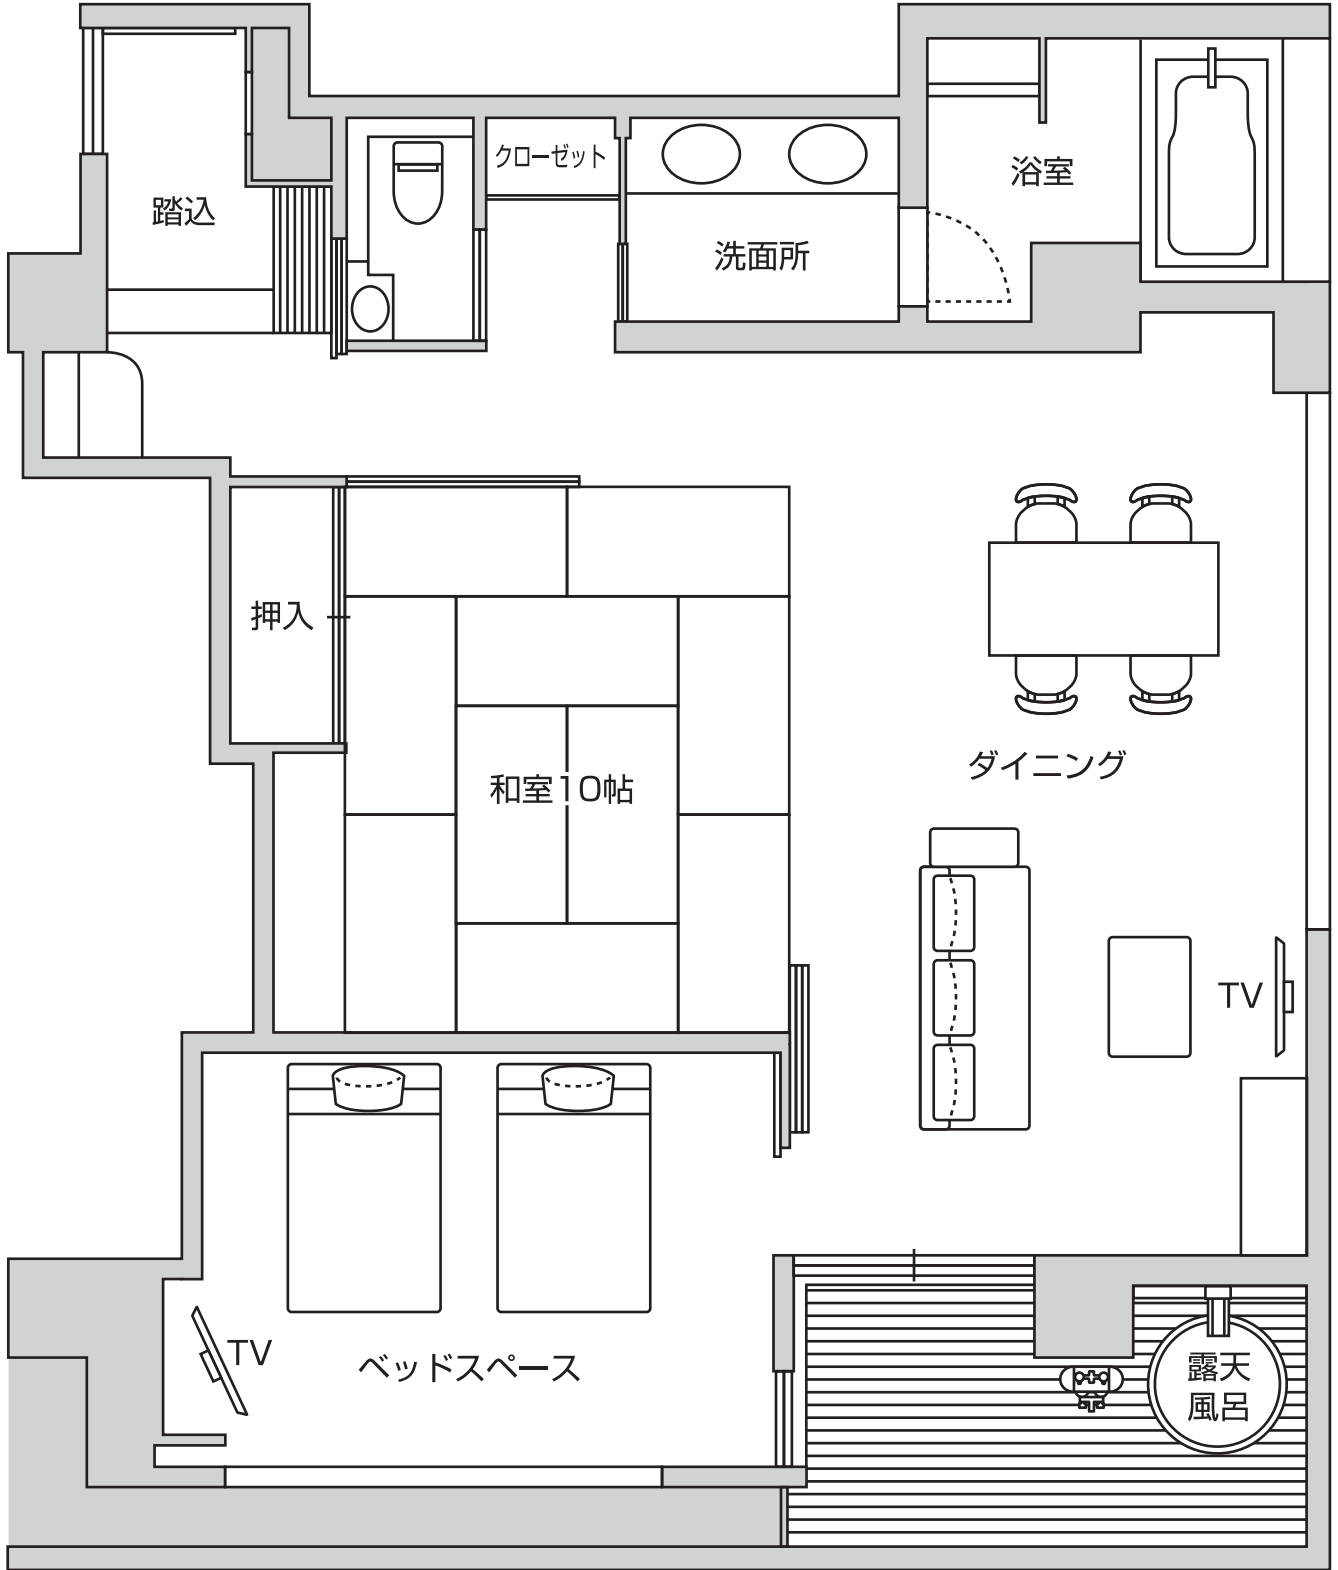 クローゼット
浴室
踏込
洗面所
押入
和室10帖
ダイニング
TV
TV
ベッドスペース
露天
風呂